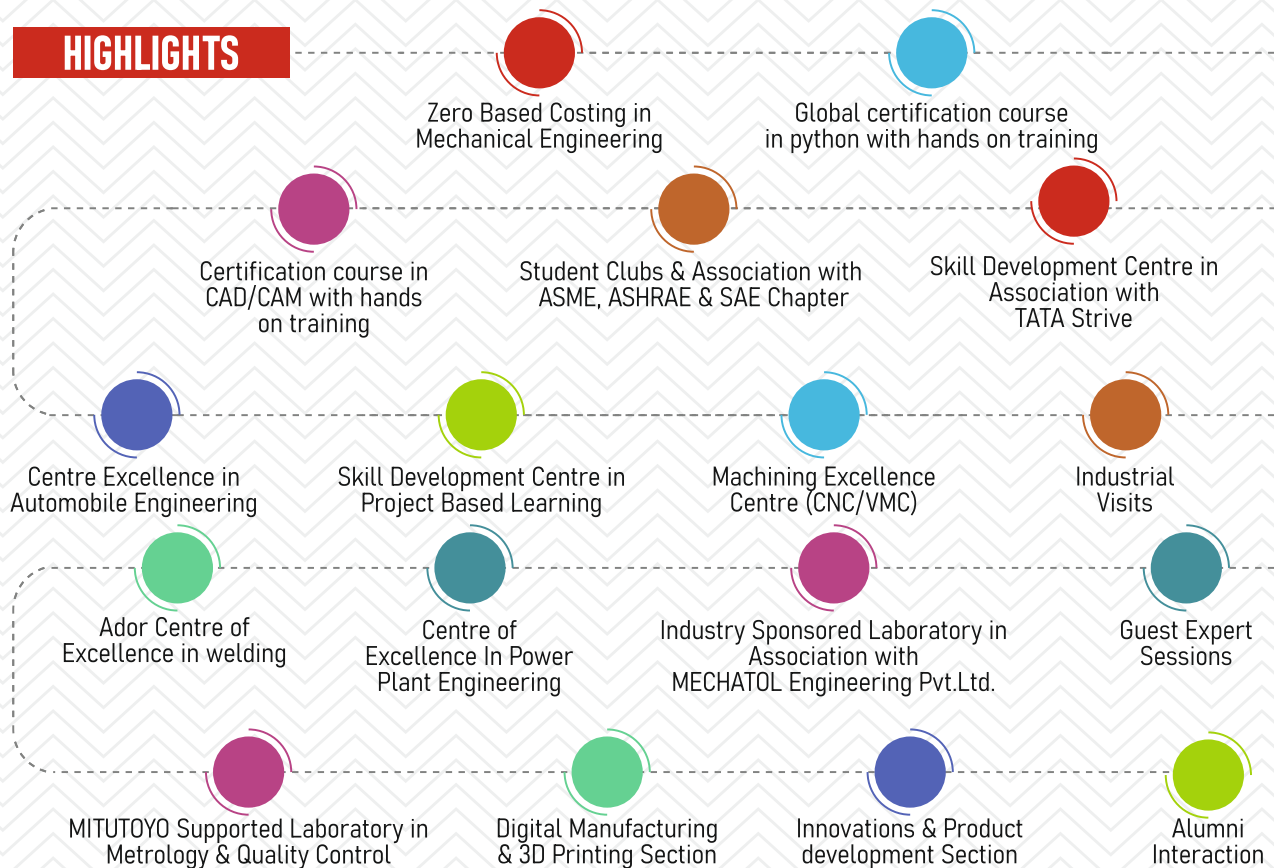 HIGHLIGHTS
Zero Based Costing in
Mechanical Engineering
Global certification course
in python with hands on training
Certification course in
CAD/CAM with hands
on training
Student Clubs & Association with
ASME, ASHRAE & SAE Chapter
Skill Development Centre in
Association with
TATA Strive
Centre Excellence in
Automobile Engineering
Skill Development Centre in
Project Based Learning
Machining Excellence
Centre (CNC/VMC)
Industrial
Visits
Ador Centre of
Excellence in welding
Centre of
Excellence In Power
Plant Engineering
Industry Sponsored Laboratory in
Association with
MECHATOL Engineering Pvt.Ltd.
Guest Expert
Sessions
MITUTOYO Supported Laboratory in
Metrology & Quality Control
Digital Manufacturing
& 3D Printing Section
Innovations & Product
development Section
Alumni
Interaction